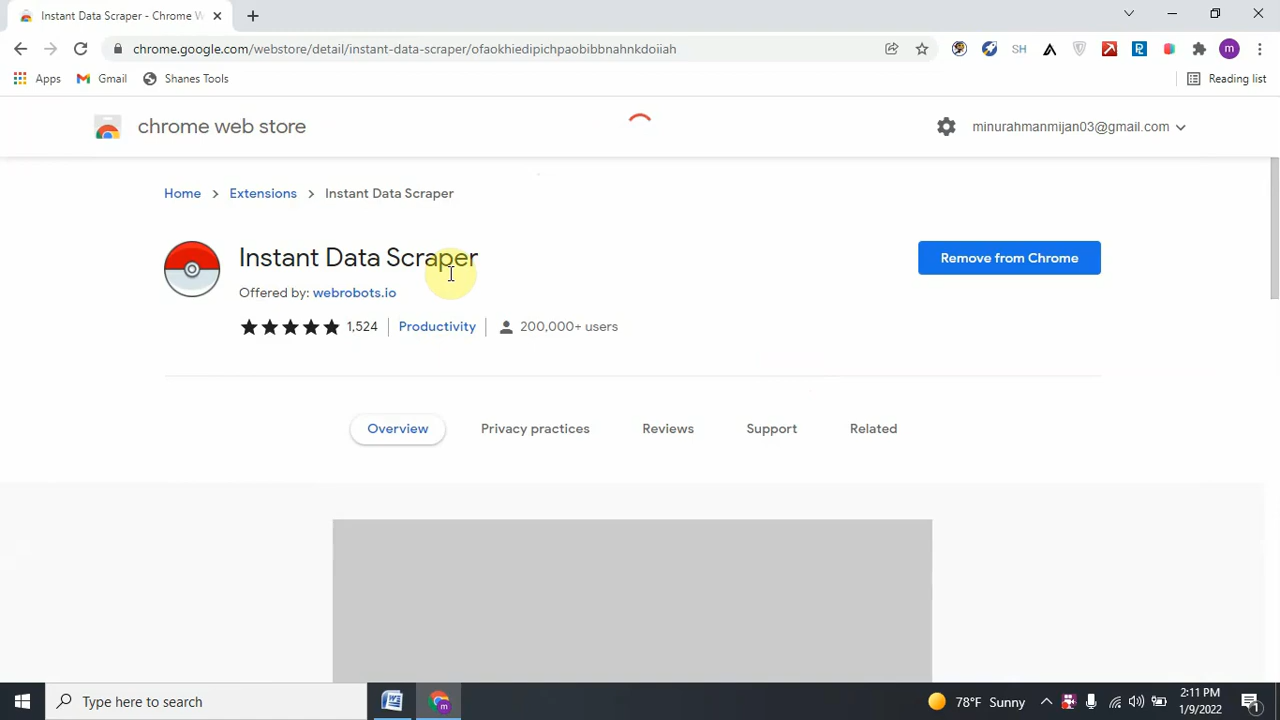 Instant Data Scraper - Chrome W
chrome.google.com/webstore/detail/instant-data-scraper/ofaokhiedipichpaobibbnahnkdoiiah
SH
m
Apps
Gmail
Shanes Tools
Reading list
chrome web store
minurahmanmijan03@gmail.com
Home > Extensions > Instant Data Scraper
Instant Data Scraper
Remove from Chrome
Offered by: webrobots.io
1,524
Productivity
200,000+ users
Overview
Privacy practices
Reviews
Support
Related
Type here to search
78°F Sunny
2:11 PM
1/9/2022
1